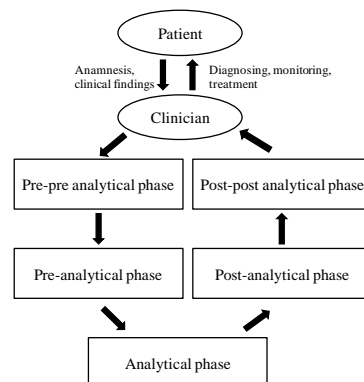 Patient
Anamnesis,
clinical findings
Diagnosing, monitoring,
treatment
Clinician
Pre-pre analytical phase
Post-post analytical phase
Pre-analytical phase
Post-analytical phase
Analytical phase